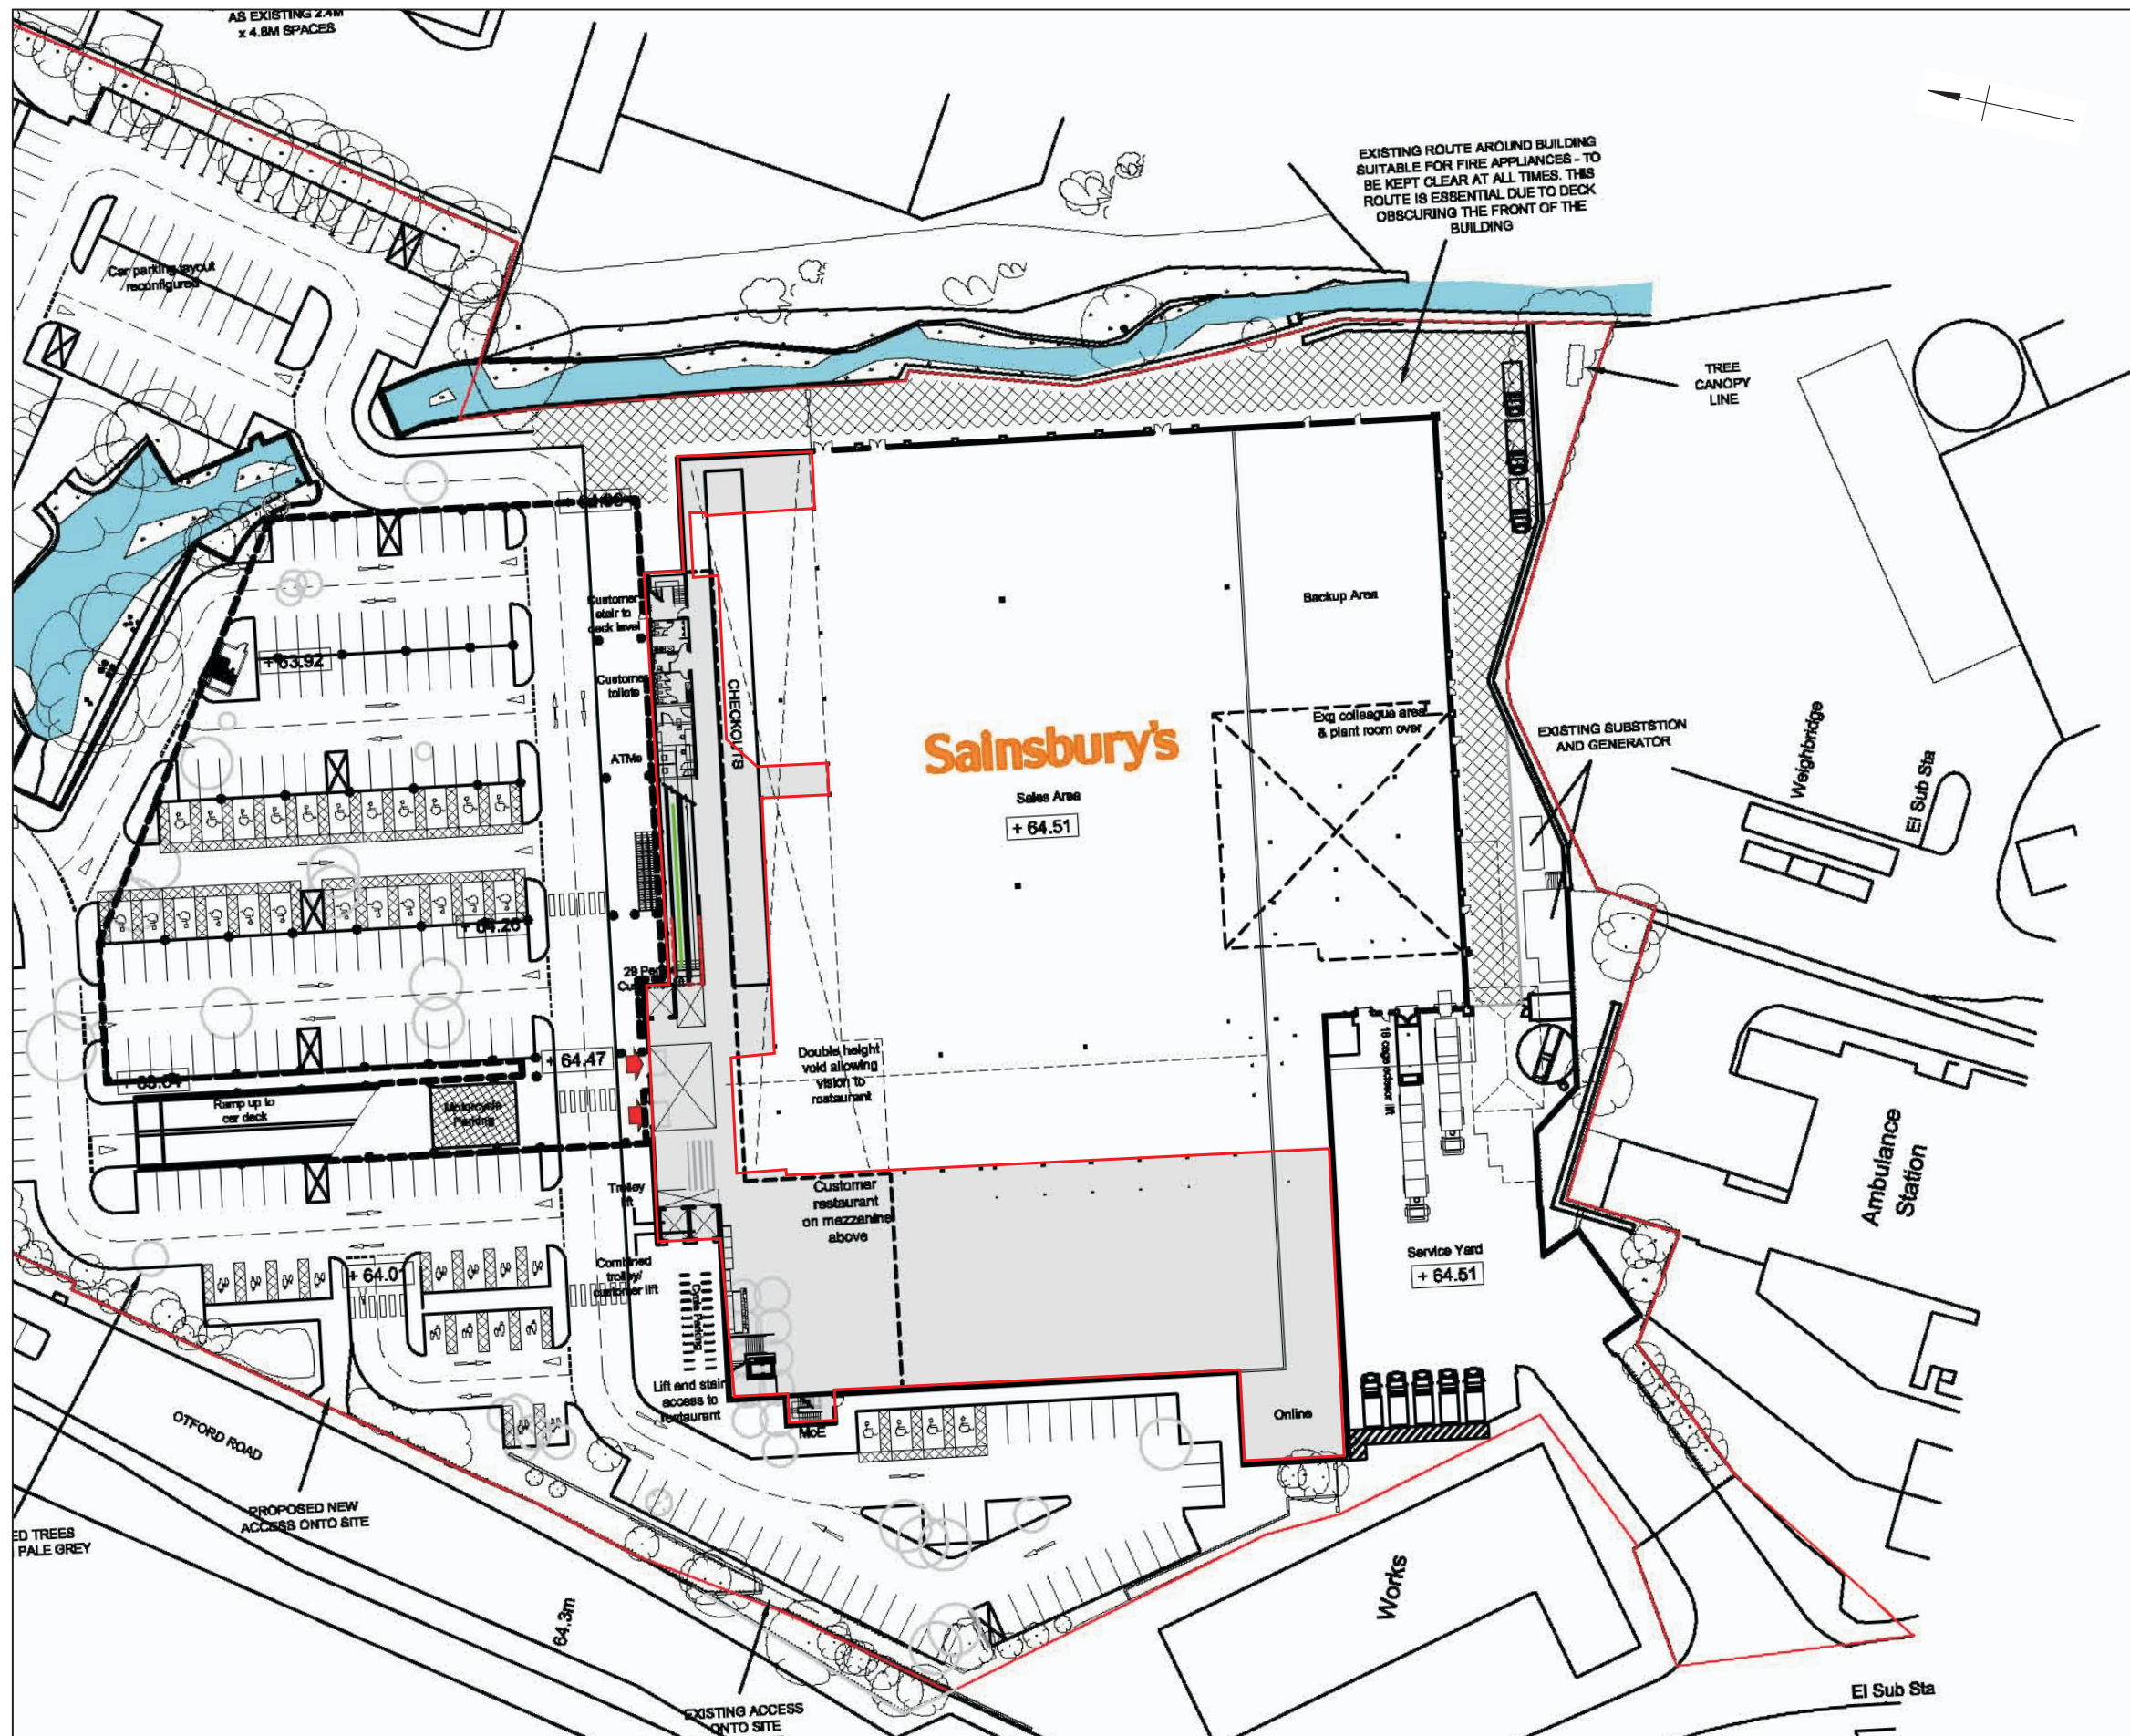 AS EXISTING 2.4M
x 4.8M SPACES
EXISTING ROUTE AROUND BUILDING
SUITABLE FOR FIRE APPLIANCES - TO
BE KEPT CLEAR AT ALL TIMES. THIS
ROUTE IS ESSENTIAL DUE TO DECK
OBSCURING THE FRONT OF THE
BUILDING
Car parking layout
reconfigured
TREE
CANOPY
LINE
Customer
stair to
deck level
Backup Area
+ 63.92
Customer
toilets
CHECKOUTS
Exg colleague area
& plant room over
EXISTING SUBSTSTION
AND GENERATOR
Weighbridge
El Sub Sta
ATMs
Sainsbury's
Sales Area
+ 64.51
+ 64.26
+ 64.47
Double height
void allowing
vision to
restaurant
16 cage scissor lift
Ramp up to
car deck
Motorcycle
Parking
Ambulance
Station
Trolley
lift
Customer
restaurant
on mezzanine
above
Service Yard
+ 64.51
Combined
trolley/
customer lift
+ 64.01
Cycle Parking
Lift and stair
access to
restaurant
MoE
Online
OTFORD ROAD
PROPOSED NEW
ACCESS ONTO SITE
ED TREES
PALE GREY
64.3m
Works
EXISTING ACCESS
ONTO SITE
El Sub Sta